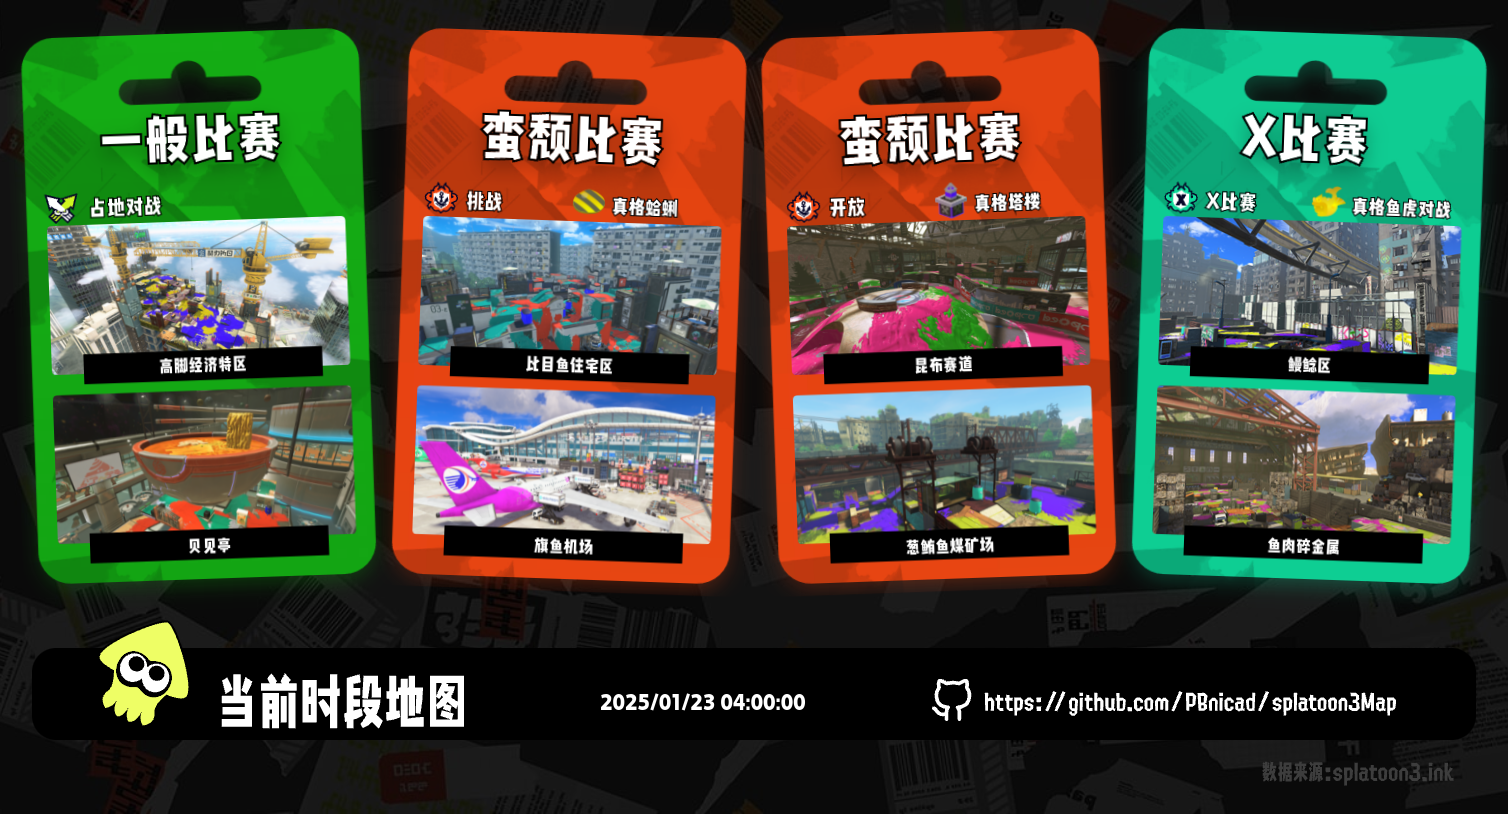 一般比赛
占地对战
高脚经济特区
贝见亭
蛮颓比赛
挑战
真格蛤蜊
比目鱼住宅区
旗鱼机场
蛮颓比赛
开放
真格塔楼
昆布赛道
葱鲔鱼煤矿场
X比赛
X比赛
真格鱼虎对战
鳗鲶区
鱼肉碎金属
当前时段地图
2025/01/23 04:00:00
https://github.com/PBnicad/splatoon3Map
数据来源:splatoon3.ink